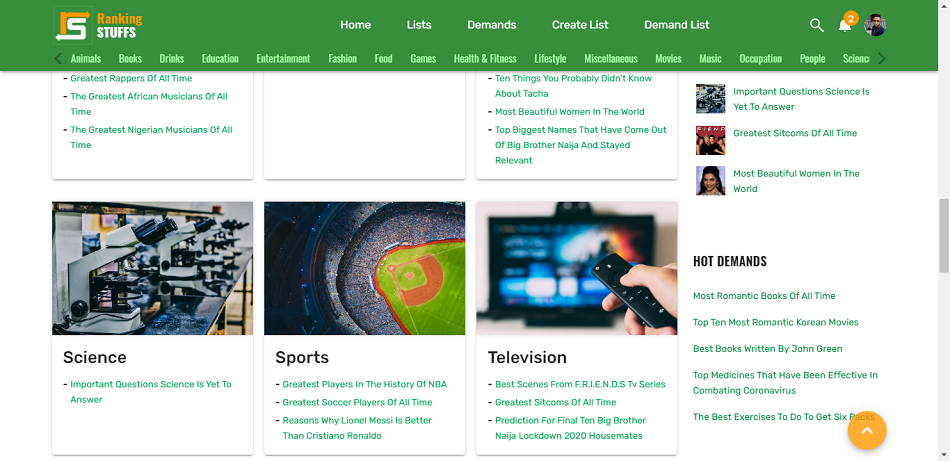 Ranking
STUFFS
Home Lists Demands Create List Demand List
2
Animals Books Drinks Education Entertainment Fashion Food Games Health & Fitness Lifestyle Miscellaneous Movies Music Occupation People Scienc
- Greatest Rappers Of All Time
- The Greatest African Musicians Of All
Time
- The Greatest Nigerian Musicians Of All
Time
- Ten Things You Probably Didn't Know
About Tacha
- Most Beautiful Women In The World
- Top Biggest Names That Have Come Out
Of Big Brother Naija And Stayed
Relevant
Important Questions Science Is
Yet To Answer
Greatest Sitcoms Of All Time
Most Beautiful Women In The
World
Science
- Important Questions Science Is Yet To
Answer
Sports
- Greatest Players In The History Of NBA
- Greatest Soccer Players Of All Time
- Reasons Why Lionel Messi Is Better
Than Cristiano Ronaldo
Television
- Best Scenes From F.R.I.E.N.D.S Tv Series
- Greatest Sitcoms Of All Time
- Prediction For Final Ten Big Brother
Naija Lockdown 2020 Housemates
HOT DEMANDS
Most Romantic Books Of All Time
Top Ten Most Romantic Korean Movies
Best Books Written By John Green
Top Medicines That Have Been Effective In
Combating Coronavirus
The Best Exercises To Do To Get Six Packs